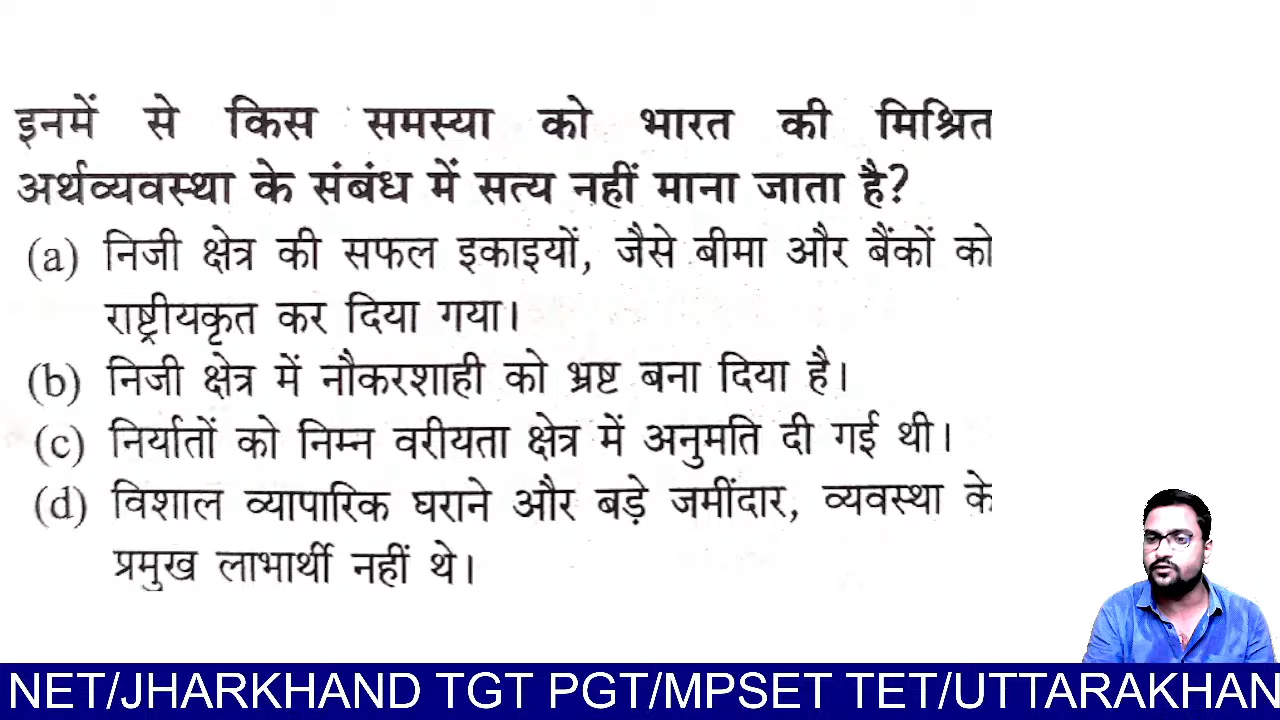 इनमें से किस समस्या को भारत की मिश्रित
अर्थव्यवस्था के संबंध में सत्य नहीं माना जाता है?
(a) निजी क्षेत्र की सफल इकाइयों, जैसे बीमा और बैंकों को
राष्ट्रीयकृत कर दिया गया।
(b) निजी क्षेत्र में नौकरशाही को भ्रष्ट बना दिया है।
(c) निर्यातों को निम्न वरीयता क्षेत्र में अनुमति दी गई थी।
(d) विशाल व्यापारिक घराने और बड़े जमींदार, व्यवस्था के
प्रमुख लाभार्थी नहीं थे।
NET/JHARKHAND TGT PGT/MPSET TET/UTTARAKHAN